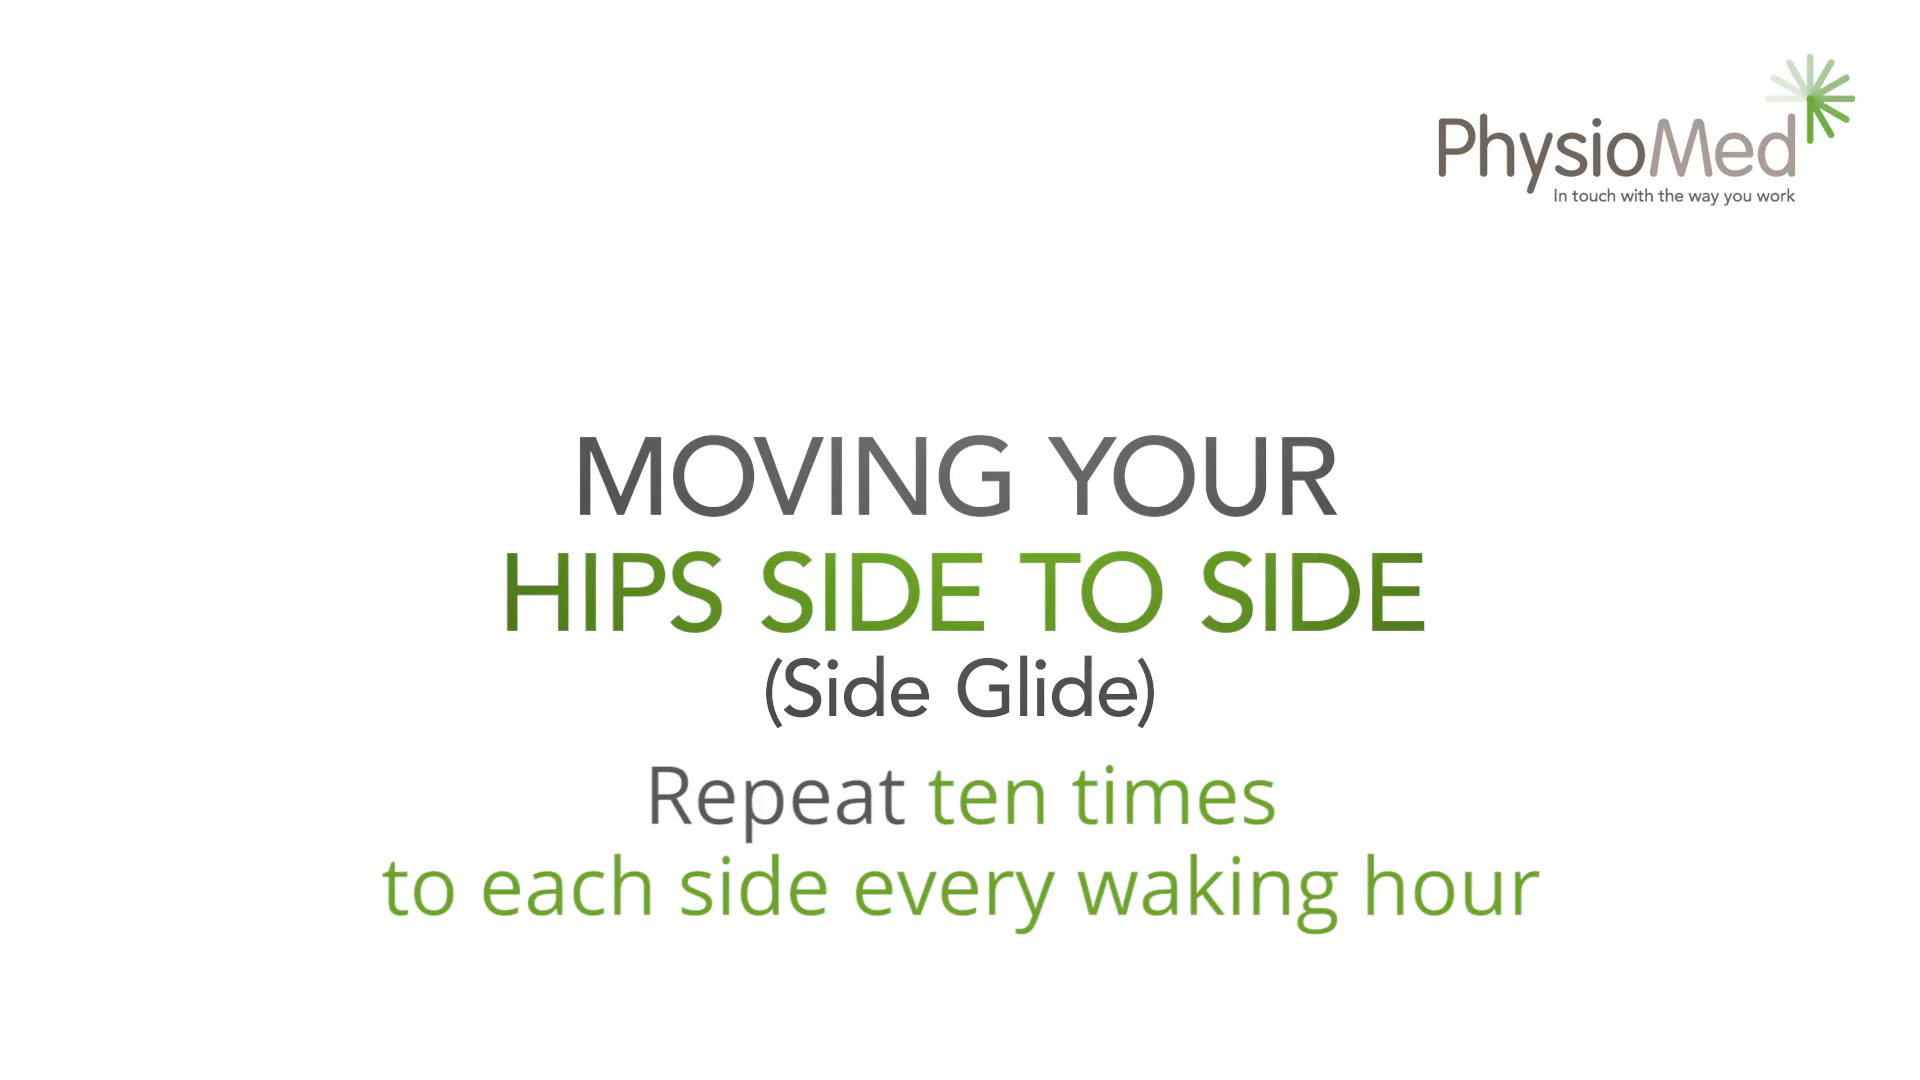 PhysioMed
In touch with the way you work
MOVING YOUR
HIPS SIDE TO SIDE
(Side Glide)
Repeat ten times
to each side every waking hour